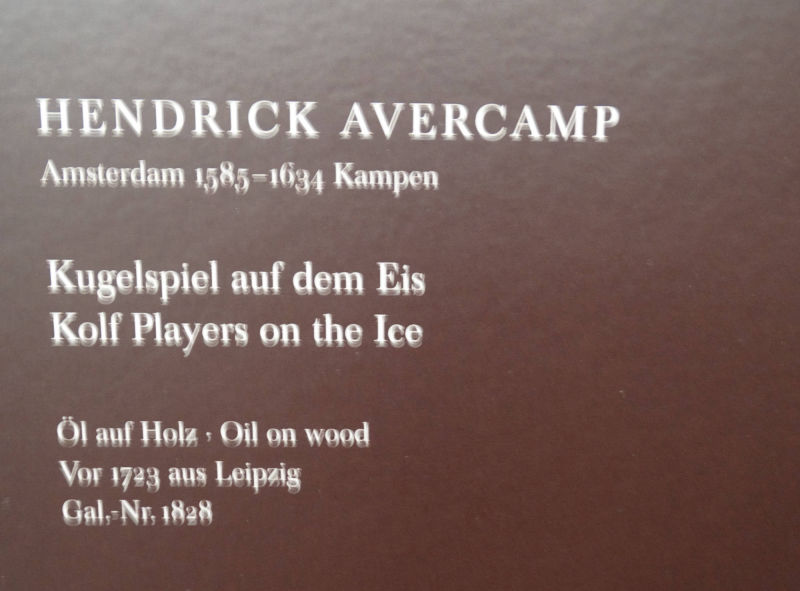 HENDRICK AVERCAMP
Amsterdam 1585–1634 Kampen
Kugelspiel auf dem Eis
Kolf Players on the Ice
Öl auf Holz · Oil on wood
Vor 1723 aus Leipzig
Gal.-Nr. 1828